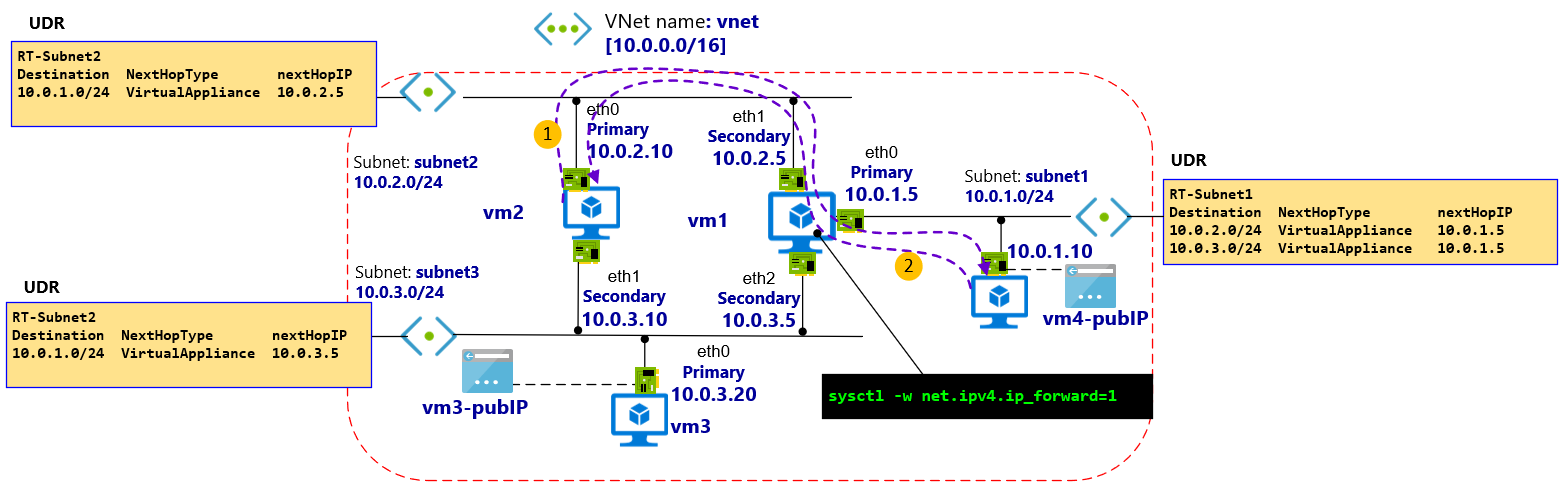 UDR
VNet name: vnet
[10.0.0.0/16]
RT-Subnet2
Destination NextHopType nextHopIP
10.0.1.0/24 VirtualAppliance 10.0.2.5
eth0
Primary
10.0.2.10
1
eth1
Secondary
10.0.2.5
eth0
Primary
10.0.1.5
Subnet: subnet2
10.0.2.0/24
Subnet: subnet1
10.0.1.0/24
UDR
RT-Subnet1
Destination NextHopType nextHopIP
10.0.2.0/24 VirtualAppliance 10.0.1.5
10.0.3.0/24 VirtualAppliance 10.0.1.5
vm2
vm1
10.0.1.10
2
vm4-pubIP
Subnet: subnet3
10.0.3.0/24
eth1
Secondary
10.0.3.10
eth2
Secondary
10.0.3.5
UDR
RT-Subnet2
Destination NextHopType nextHopIP
10.0.1.0/24 VirtualAppliance 10.0.3.5
eth0
Primary
10.0.3.20
vm3-pubIP
vm3
sysctl -w net.ipv4.ip_forward=1